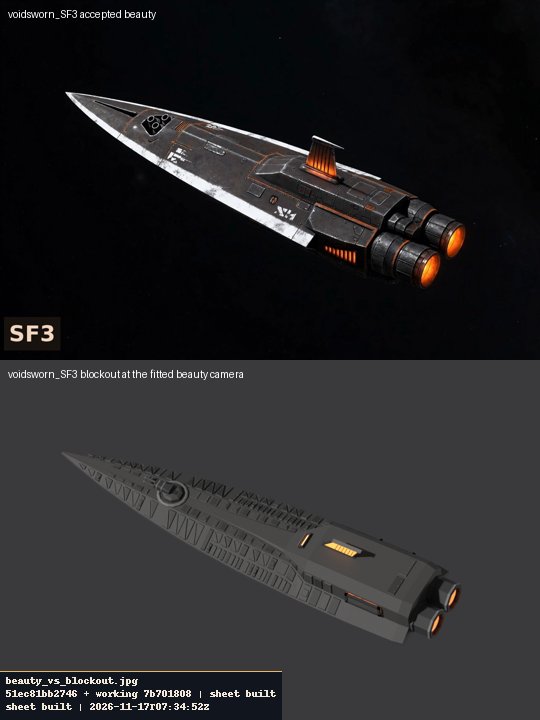 voidsworn_SF3 accepted beauty
SF3
voidsworn_SF3 blockout at the fitted beauty camera
beauty_vs_blockout.jpg
51ec81bb2746 + working 7b701808 | sheet built
sheet built | 2026-11-17T07:34:52Z